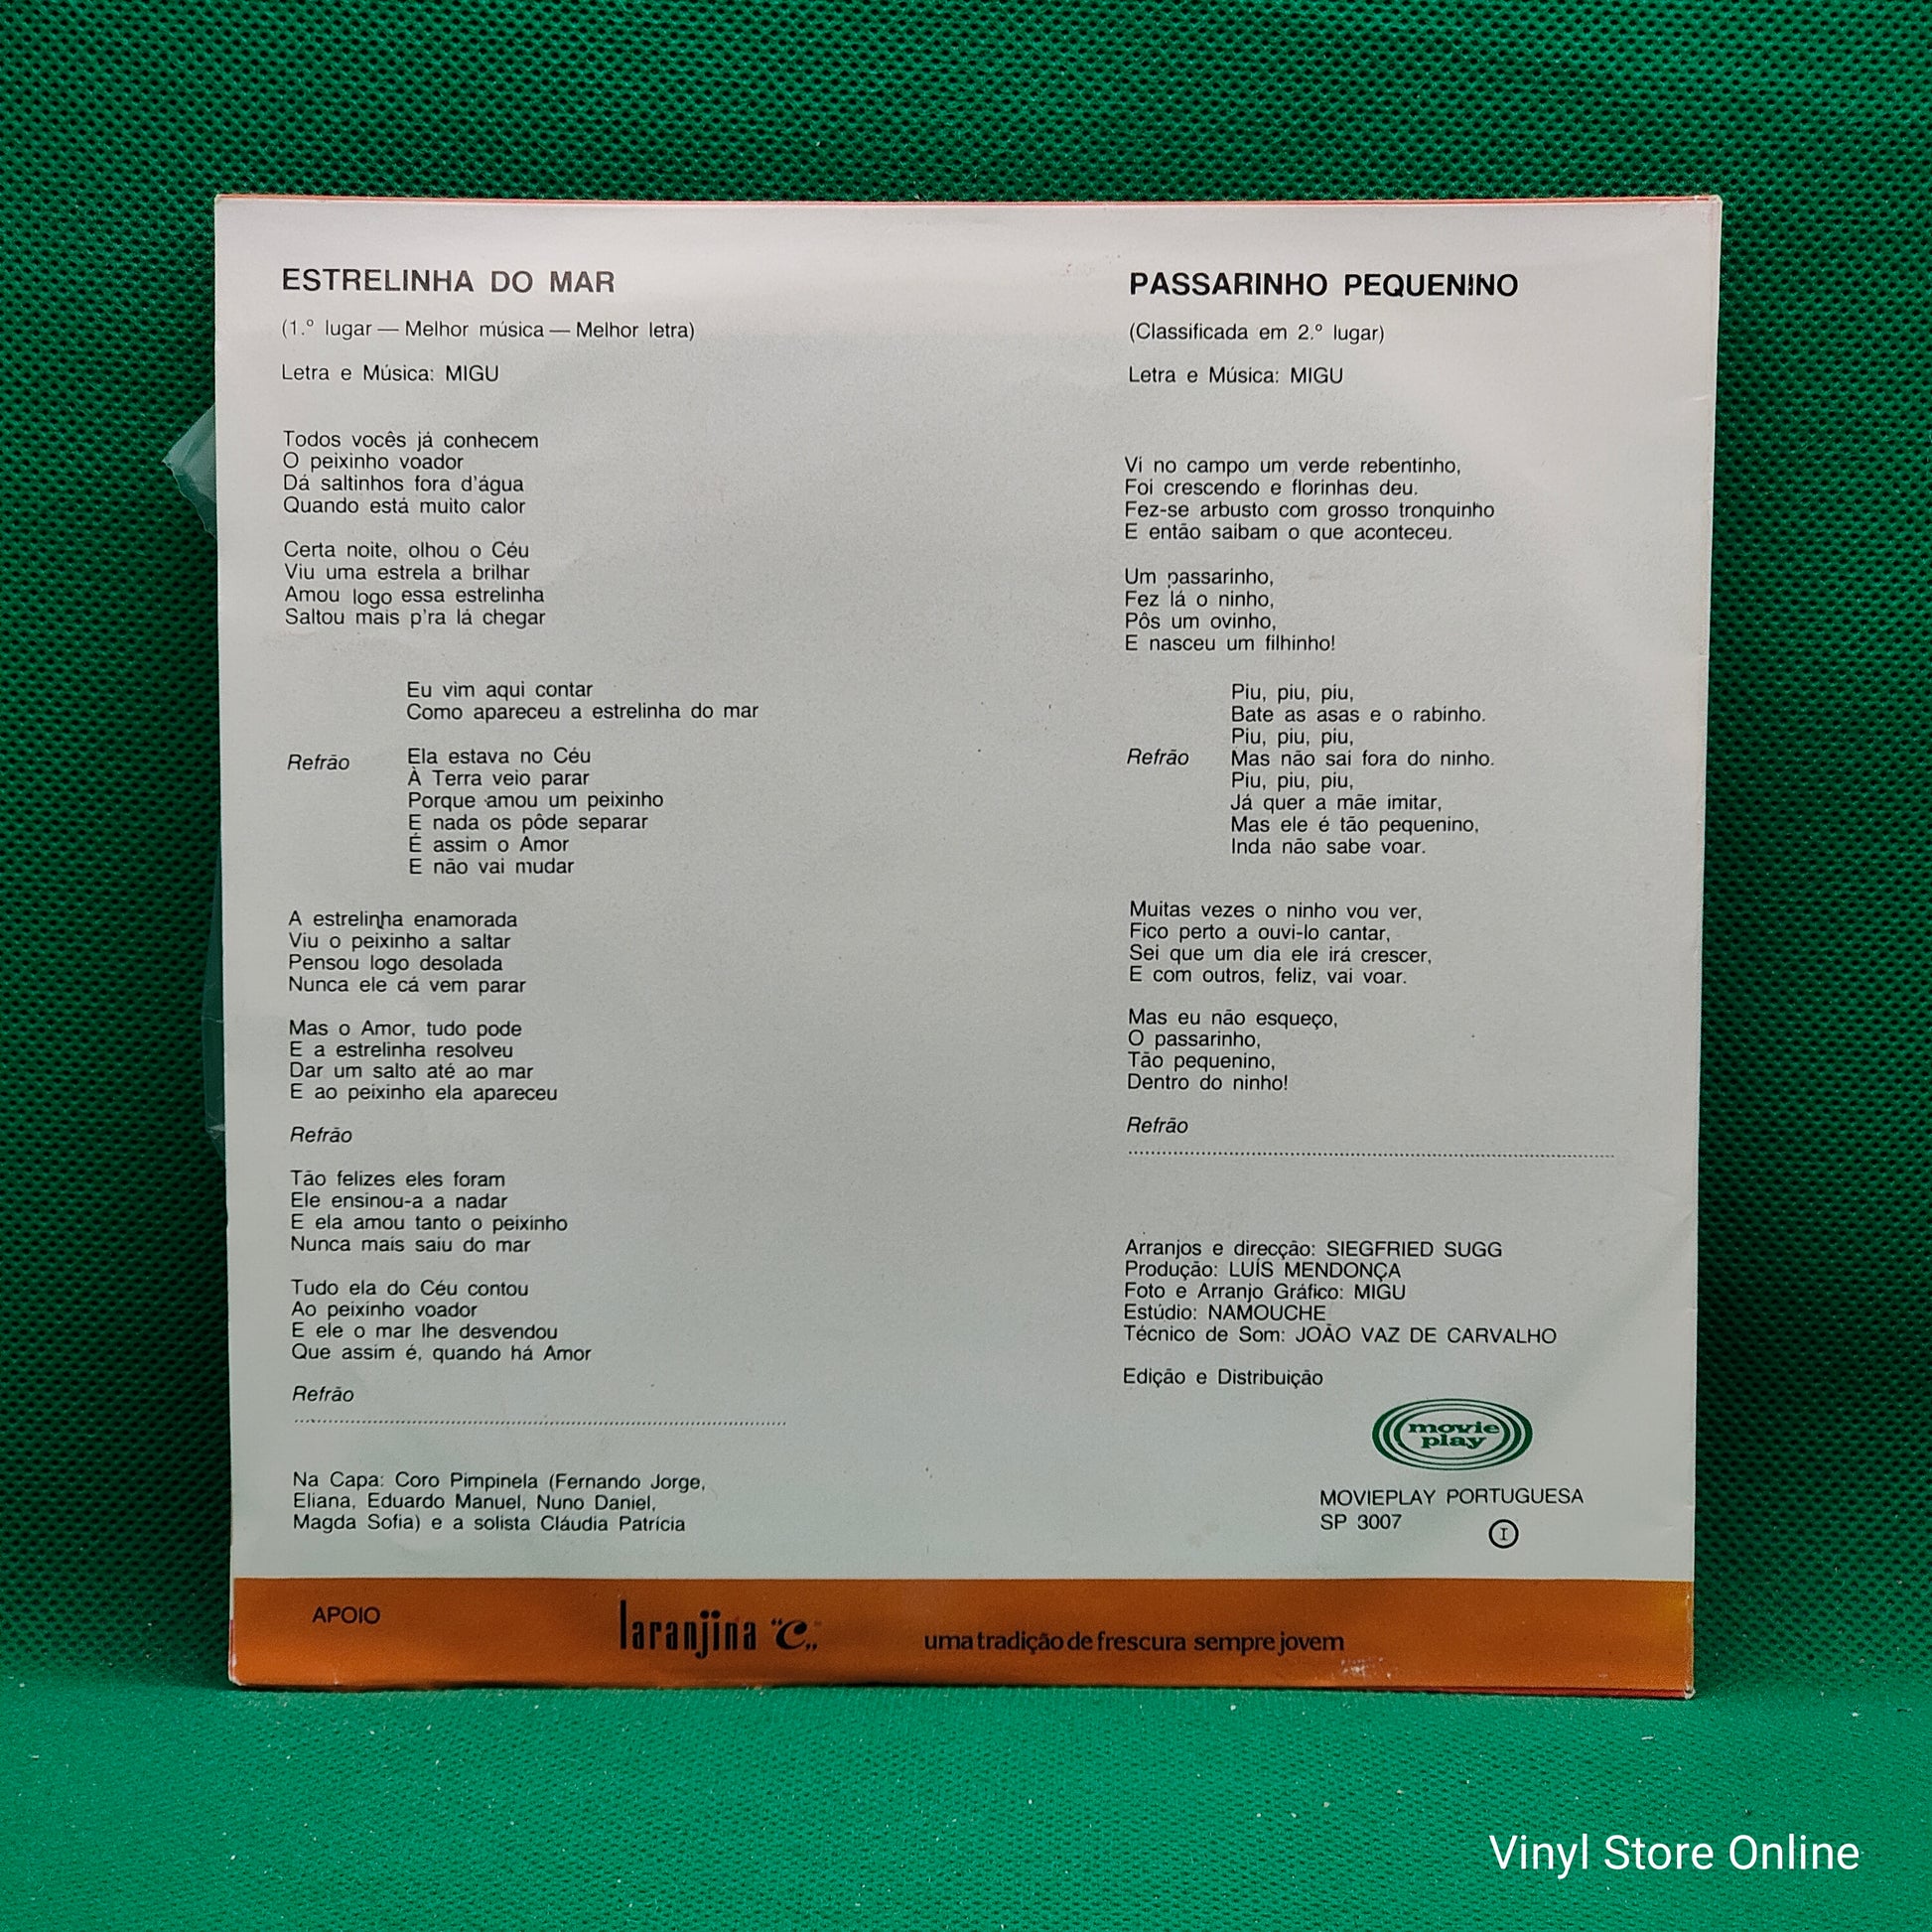 ESTRELINHA DO MAR
(1.º lugar — Melhor música — Melhor letra)
Letra e Música: MIGU
Todos vocês já conhecem
O peixinho voador
Dá saltinhos fora d'água
Quando está muito calor
Certa noite, olhou o Céu
Viu uma estrela a brilhar
Amou logo essa estrelinha
Saltou mais p'ra lá chegar
Eu vim aqui contar
Como apareceu a estrelinha do mar
Refrão
Ela estava no Céu
À Terra veio parar
Porque amou um peixinho
E nada os pôde separar
É assim o Amor
E não vai mudar
A estrelinha enamorada
Viu o peixinho a saltar
Pensou logo desolada
Nunca ele cá vem parar
Mas o Amor, tudo pode
E a estrelinha resolveu
Dar um salto até ao mar
E ao peixinho ela apareceu
Refrão
Tão felizes eles foram
Ele ensinou-a a nadar
E ela amou tanto o peixinho
Nunca mais saiu do mar
Tudo ela do Céu contou
Ao peixinho voador
E ele o mar lhe desvendou
Que assim é, quando há Amor
Refrão
Na Capa: Coro Pimpinela (Fernando Jorge,
Eliana, Eduardo Manuel, Nuno Daniel,
Magda Sofia) e a solista Cláudia Patrícia
PASSARINHO PEQUENINO
(Classificada em 2.º lugar)
Letra e Música: MIGU
Vi no campo um verde rebentinho,
Foi crescendo e florinhas deu.
Fez-se arbusto com grosso tronquinho
E então saibam o que aconteceu.
Um passarinho,
Fez lá o ninho,
Pôs um ovinho,
E nasceu um filhinho!
Piu, piu, piu,
Bate as asas e o rabinho.
Piu, piu, piu,
Refrão
Mas não sai fora do ninho.
Piu, piu, piu,
Já quer a mãe imitar,
Mas ele é tão pequenino,
Inda não sabe voar.
Muitas vezes o ninho vou ver,
Fico perto a ouvi-lo cantar,
Sei que um dia ele irá crescer,
E com outros, feliz, vai voar.
Mas eu não esqueço,
O passarinho,
Tão pequenino,
Dentro do ninho!
Refrão
Arranjos e direcção: SIEGFRIED SUGG
Produção: LUÍS MENDONÇA
Foto e Arranjo Gráfico: MIGU
Estúdio: NAMOUCHE
Técnico de Som: JOÃO VAZ DE CARVALHO
Edição e Distribuição
movie
play
MOVIEPLAY PORTUGUESA
SP 3007
I
APOIO
laranjina "C„
uma tradição de frescura sempre jovem
Vinyl Store Online